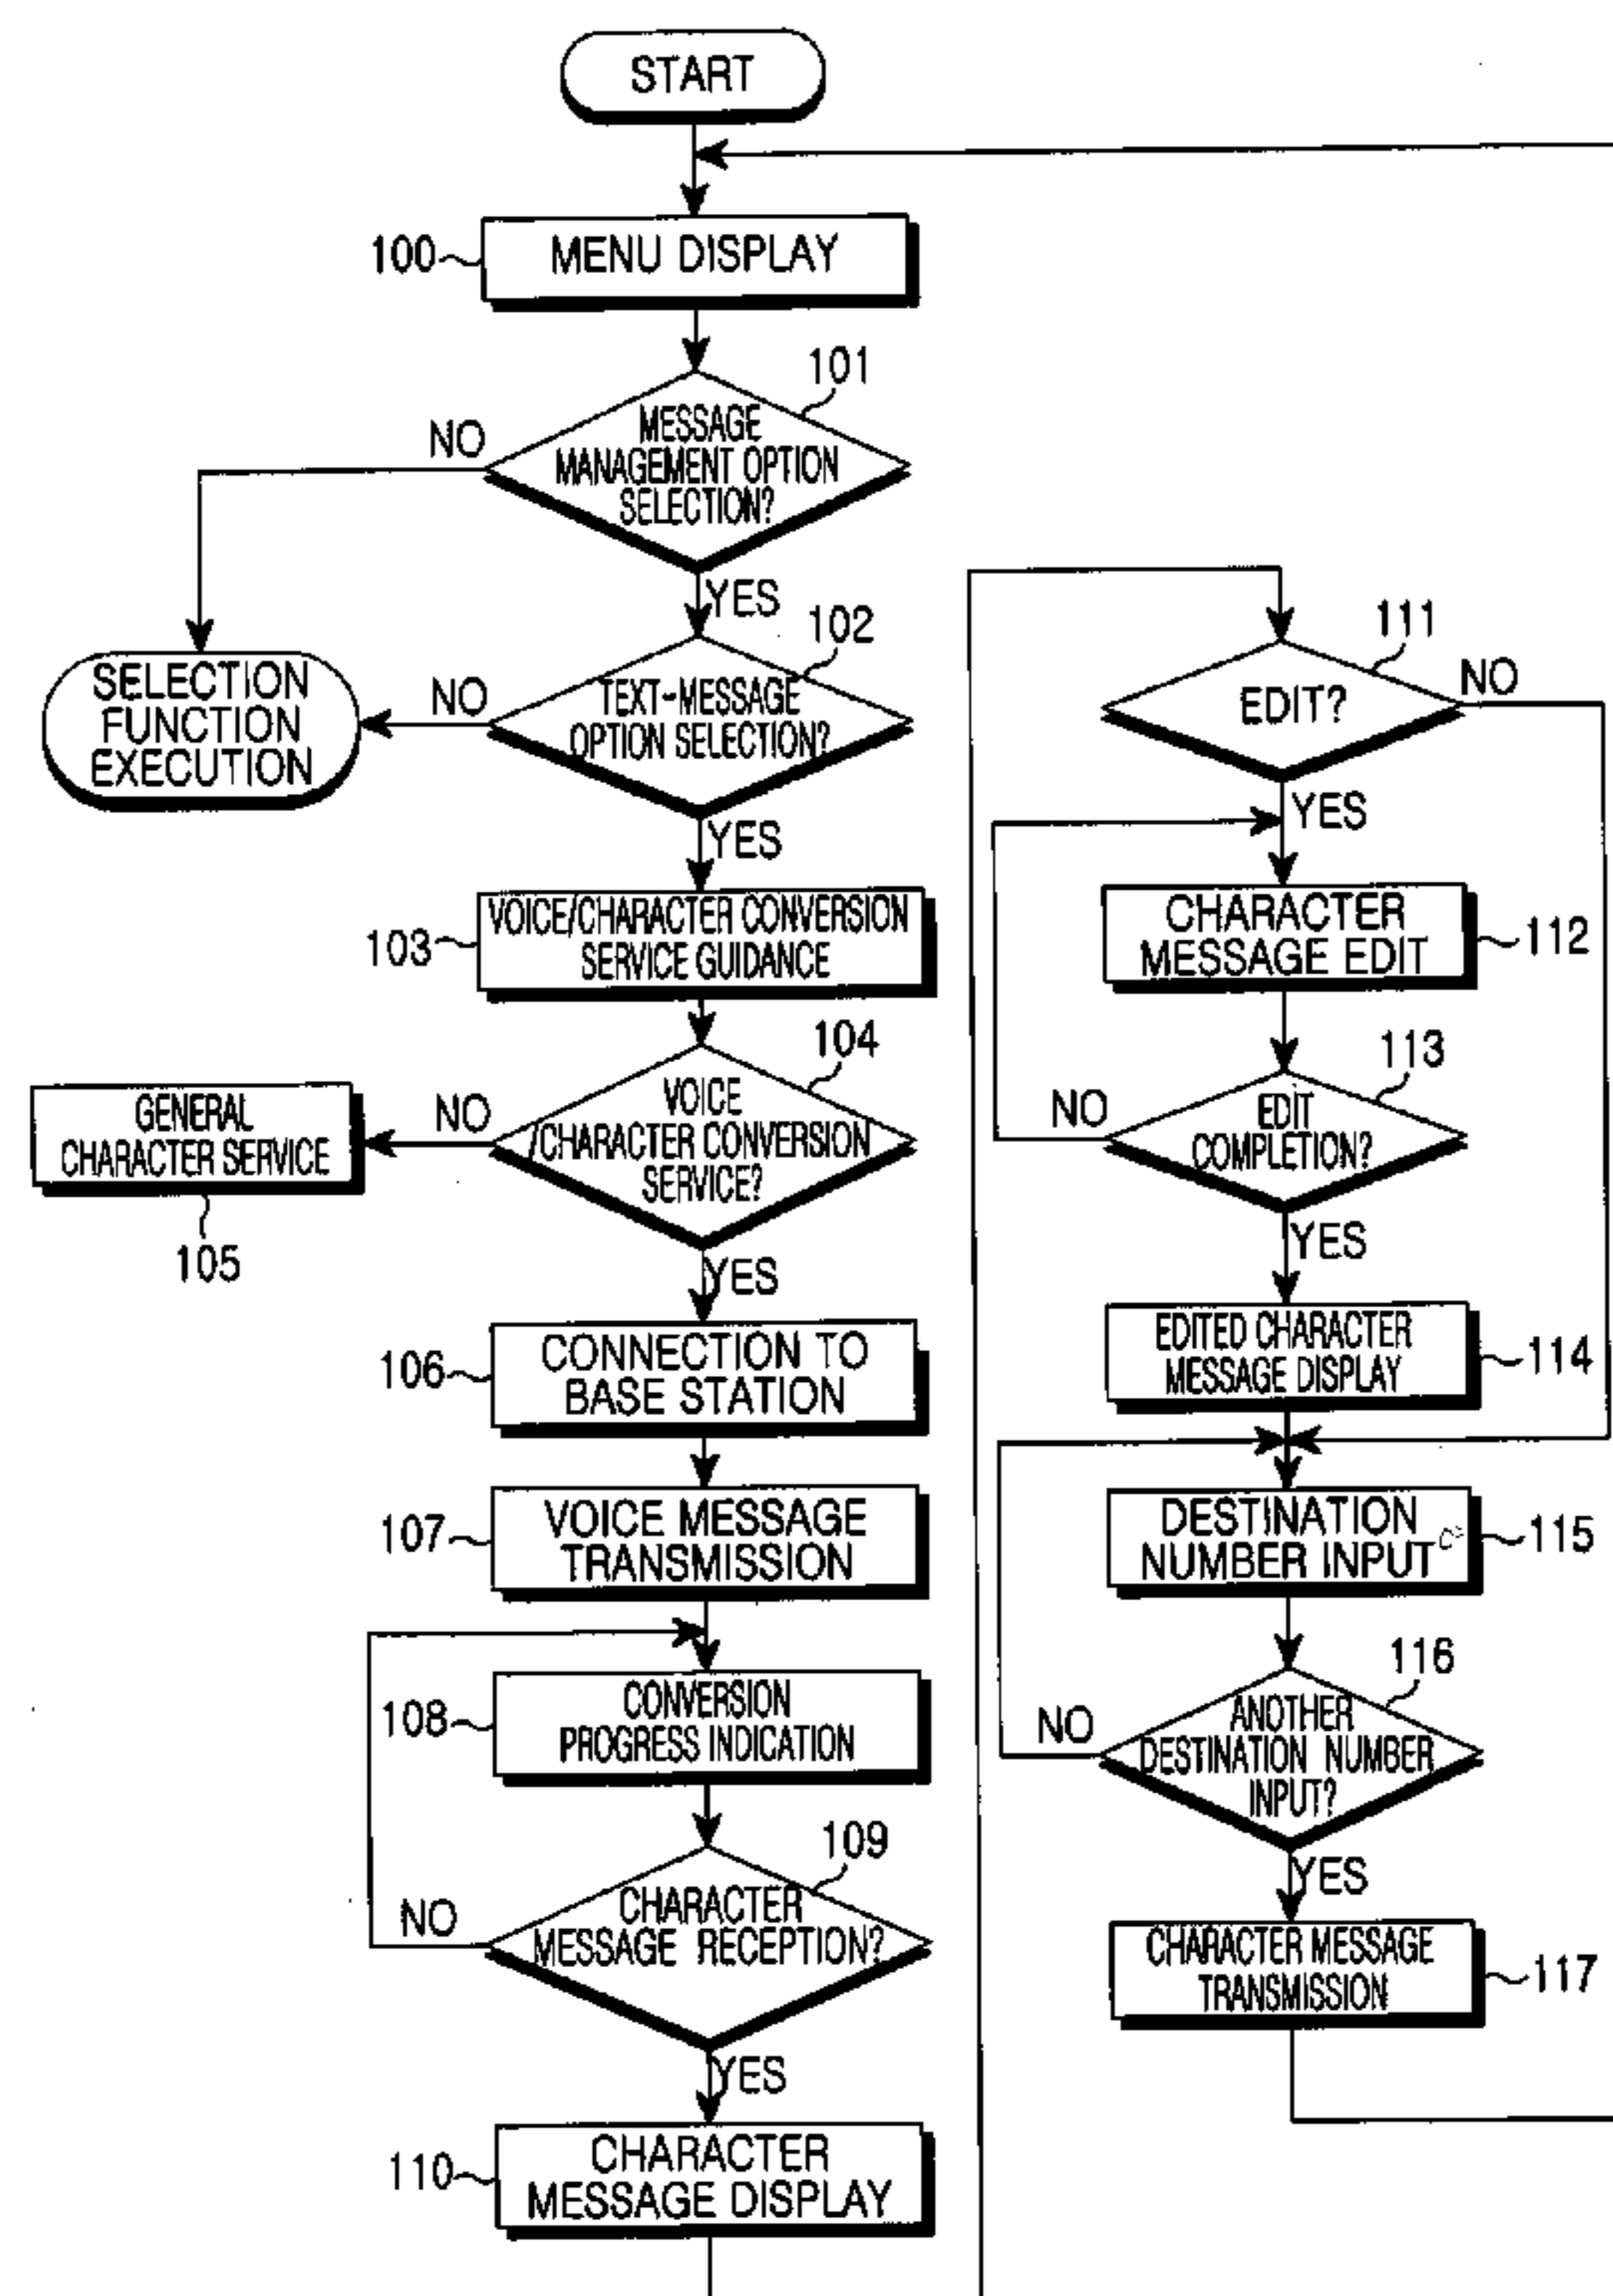 START
100
MENU DISPLAY
101
MESSAGE
MANAGEMENT OPTION
SELECTION?
NO
YES
102
TEXT-MESSAGE
OPTION SELECTION?
NO
SELECTION
FUNCTION
EXECUTION
YES
103
VOICE/CHARACTER CONVERSION
SERVICE GUIDANCE
104
VOICE
/CHARACTER CONVERSION
SERVICE?
NO
GENERAL
CHARACTER SERVICE
105
YES
106
CONNECTION TO
BASE STATION
107
VOICE MESSAGE
TRANSMISSION
108
CONVERSION
PROGRESS INDICATION
109
CHARACTER
MESSAGE RECEPTION?
NO
YES
110
CHARACTER
MESSAGE DISPLAY
111
EDIT?
NO
YES
CHARACTER
MESSAGE EDIT
112
113
EDIT
COMPLETION?
NO
YES
EDITED CHARACTER
MESSAGE DISPLAY
114
DESTINATION
NUMBER INPUT
115
116
ANOTHER
DESTINATION NUMBER
INPUT?
NO
YES
CHARACTER MESSAGE
TRANSMISSION
117